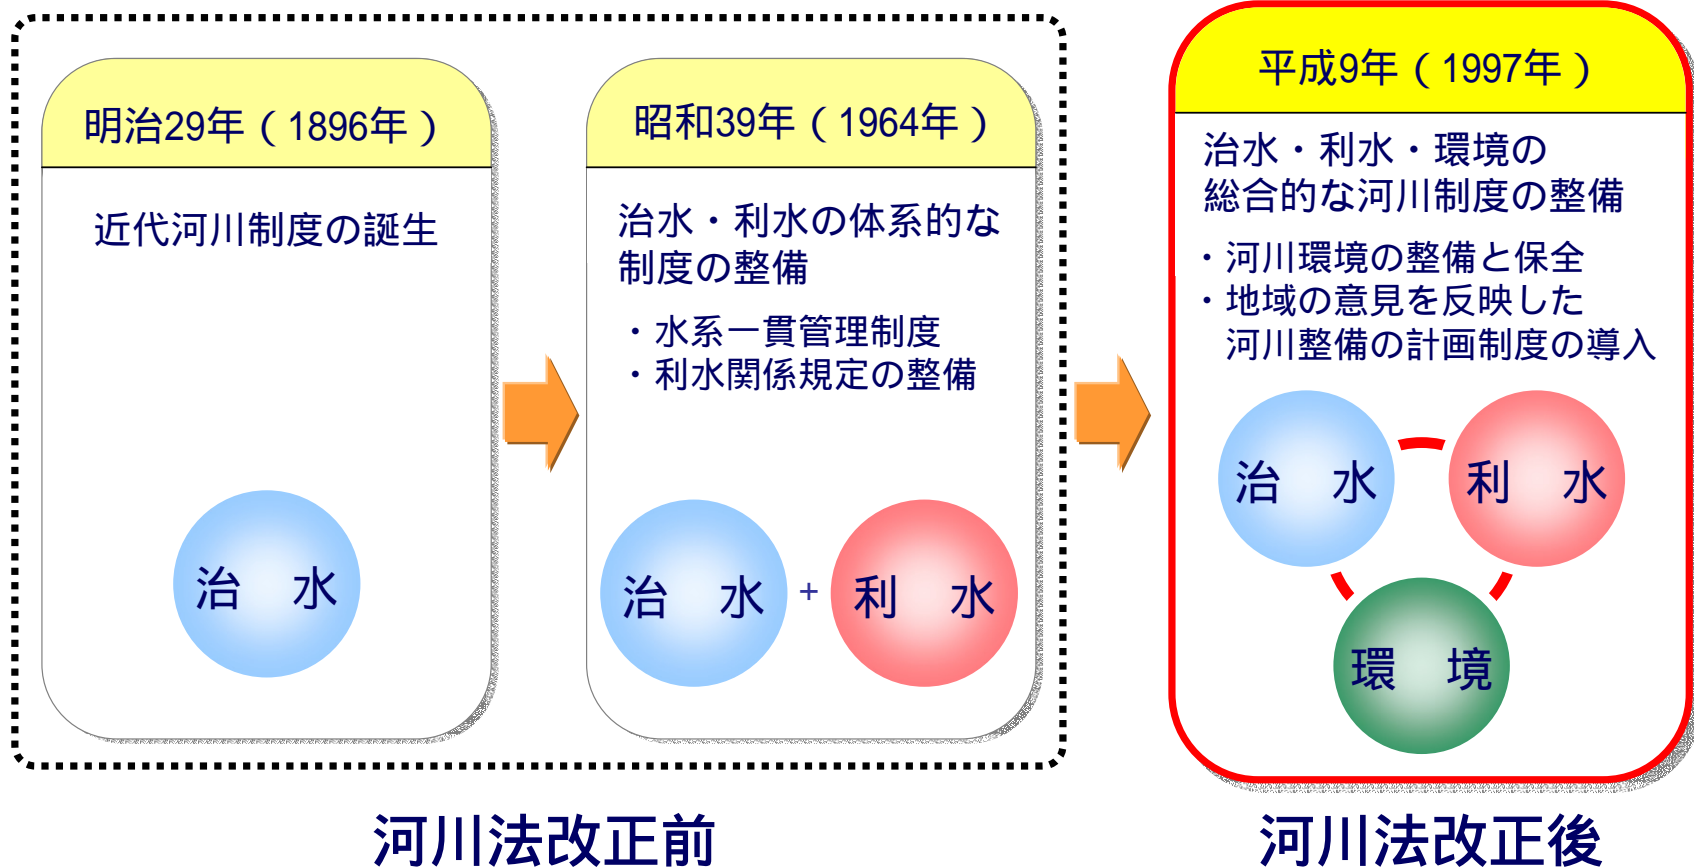 明治29年（1896年）
近代河川制度の誕生
治　水
昭和39年（1964年）
治水・利水の体系的な
制度の整備
・水系一貫管理制度
・利水関係規定の整備
治　水 + 利　水
平成9年（1997年）
治水・利水・環境の
総合的な河川制度の整備
・河川環境の整備と保全
・地域の意見を反映した
河川整備の計画制度の導入
治　水
利　水
環　境
河川法改正前
河川法改正後